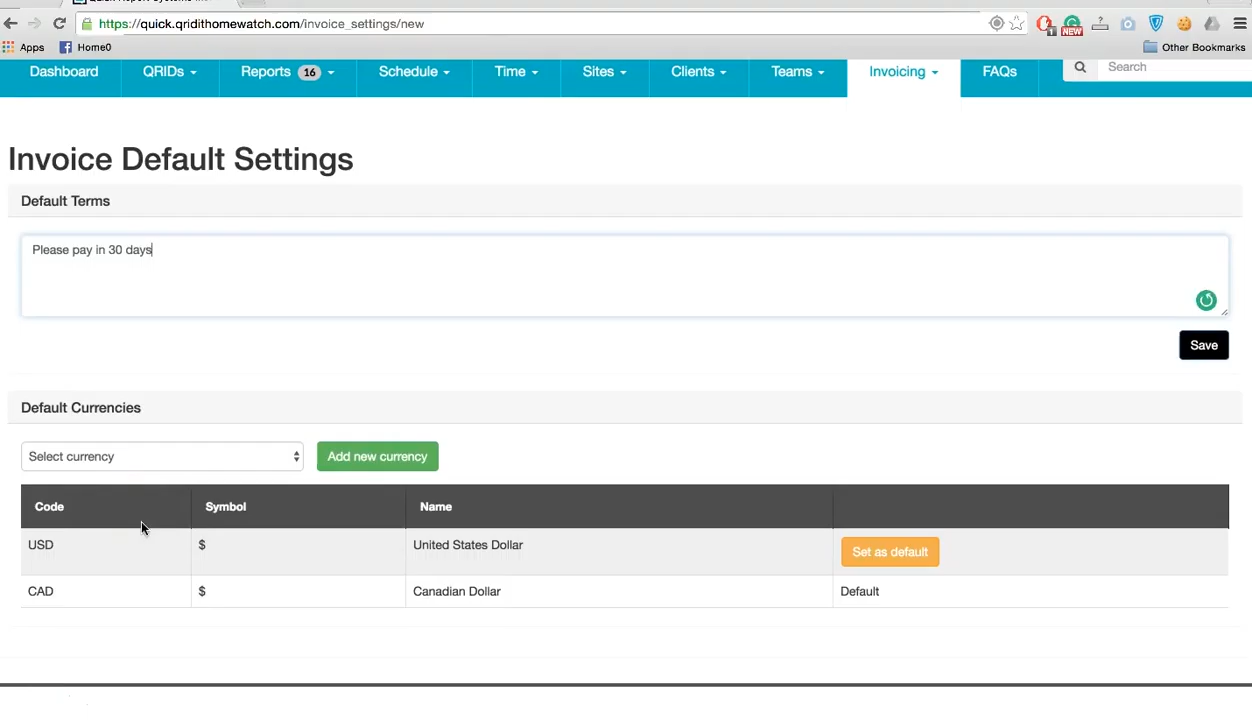 https://quick.qridithomewatch.com/invoice_settings/new
1
NEW
Apps
Home0
Other Bookmarks
Dashboard
QRIDs
Reports 16
Schedule
Time
Sites
Clients
Teams
Invoicing
FAQs
Search
Invoice Default Settings
Default Terms
Please pay in 30 days
Save
Default Currencies
Select currency
Add new currency
Code Symbol Name
USD $ United States Dollar Set as default
CAD $ Canadian Dollar Default